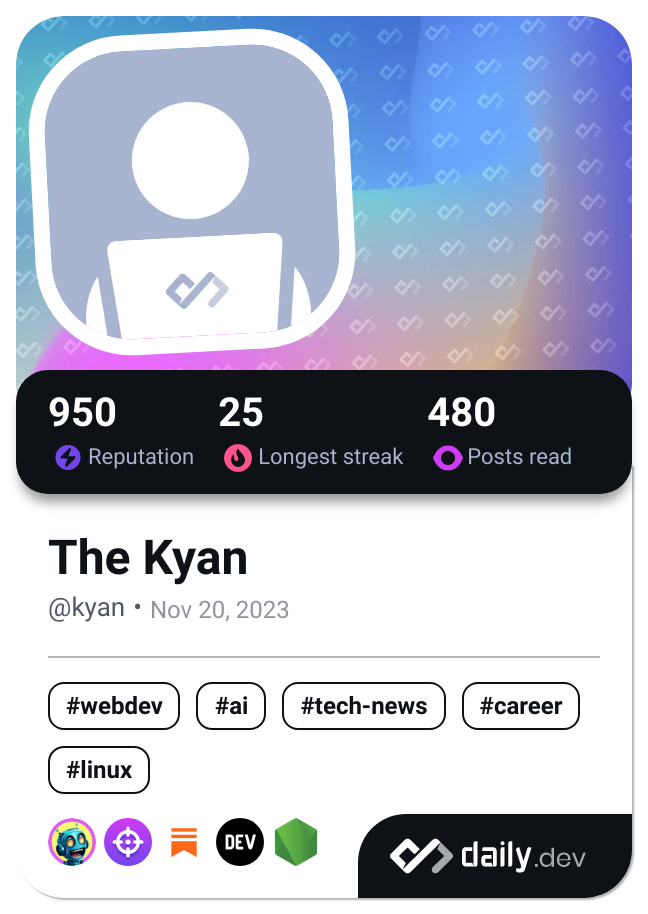 950 25 480
Reputation Longest streak Posts read
The Kyan
@kyan • Nov 20, 2023
#webdev #ai #tech-news #career
#linux
DEV
daily.dev